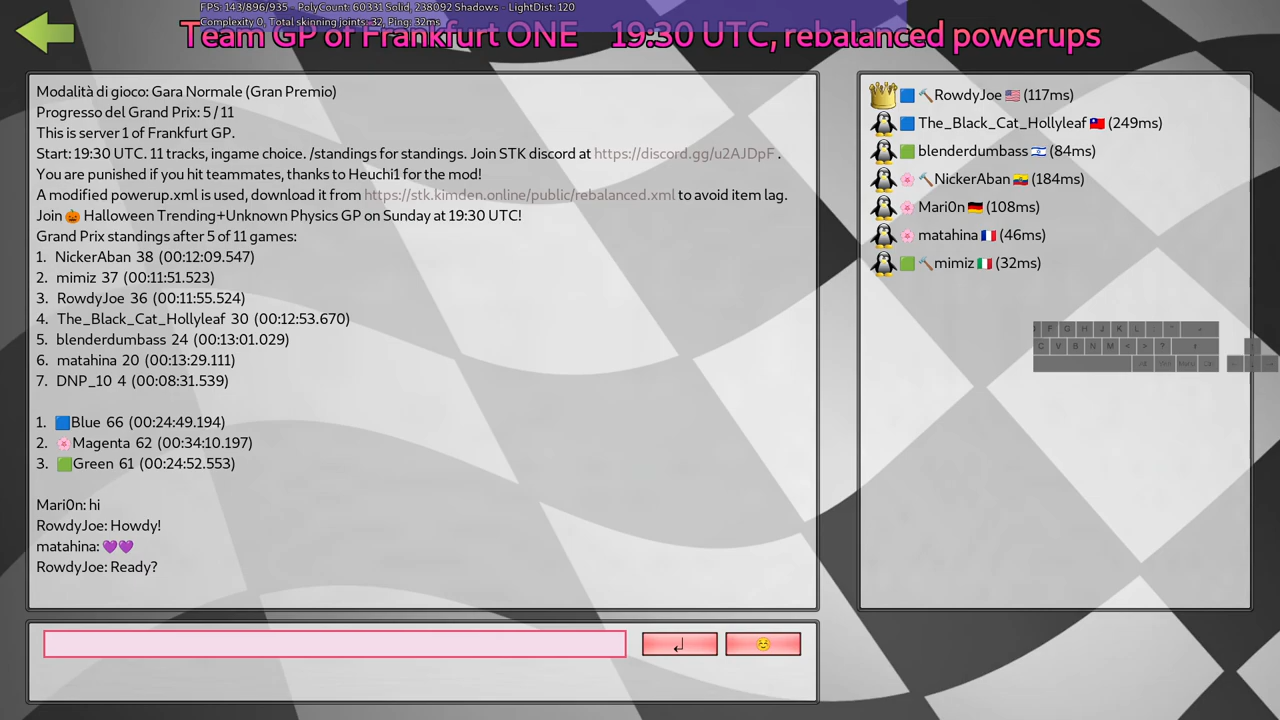 FPS: 143/896/935 - PolyCount: 60331 Solid, 238092 Shadows - LightDist: 120
Complexity 0, Total skinning joints: 32, Ping: 32ms
Team GP of Frankfurt ONE 19:30 UTC, rebalanced powerups
Modalità di gioco: Gara Normale (Gran Premio)
Progresso del Grand Prix: 5 / 11
This is server 1 of Frankfurt GP.
Start: 19:30 UTC. 11 tracks, ingame choice. /standings for standings. Join STK discord at https://discord.gg/u2AJDpF .
You are punished if you hit teammates, thanks to Heuchi1 for the mod!
A modified powerup.xml is used, download it from https://stk.kimden.online/public/rebalanced.xml to avoid item lag.
Join 🎃 Halloween Trending+Unknown Physics GP on Sunday at 19:30 UTC!
Grand Prix standings after 5 of 11 games:
1. NickerAban 38 (00:12:09.547)
2. mimiz 37 (00:11:51.523)
3. RowdyJoe 36 (00:11:55.524)
4. The_Black_Cat_Hollyleaf 30 (00:12:53.670)
5. blenderdumbass 24 (00:13:01.029)
6. matahina 20 (00:13:29.111)
7. DNP_10 4 (00:08:31.539)
1. 🟦Blue 66 (00:24:49.194)
2. 🌸Magenta 62 (00:34:10.197)
3. 🟩Green 61 (00:24:52.553)
Mari0n: hi
RowdyJoe: Howdy!
matahina: 💜💜
RowdyJoe: Ready?
🟦 🔨RowdyJoe 🇺🇸 (117ms)
🟦 The_Black_Cat_Hollyleaf 🇹🇼 (249ms)
🟩 blenderdumbass 🇮🇱 (84ms)
🌸 🔨NickerAban 🇪🇨 (184ms)
🌸 Mari0n 🇩🇪 (108ms)
🌸 matahina 🇫🇷 (46ms)
🟩 🔨mimiz 🇮🇹 (32ms)
F G H J K L : "
C V B N M < > ?